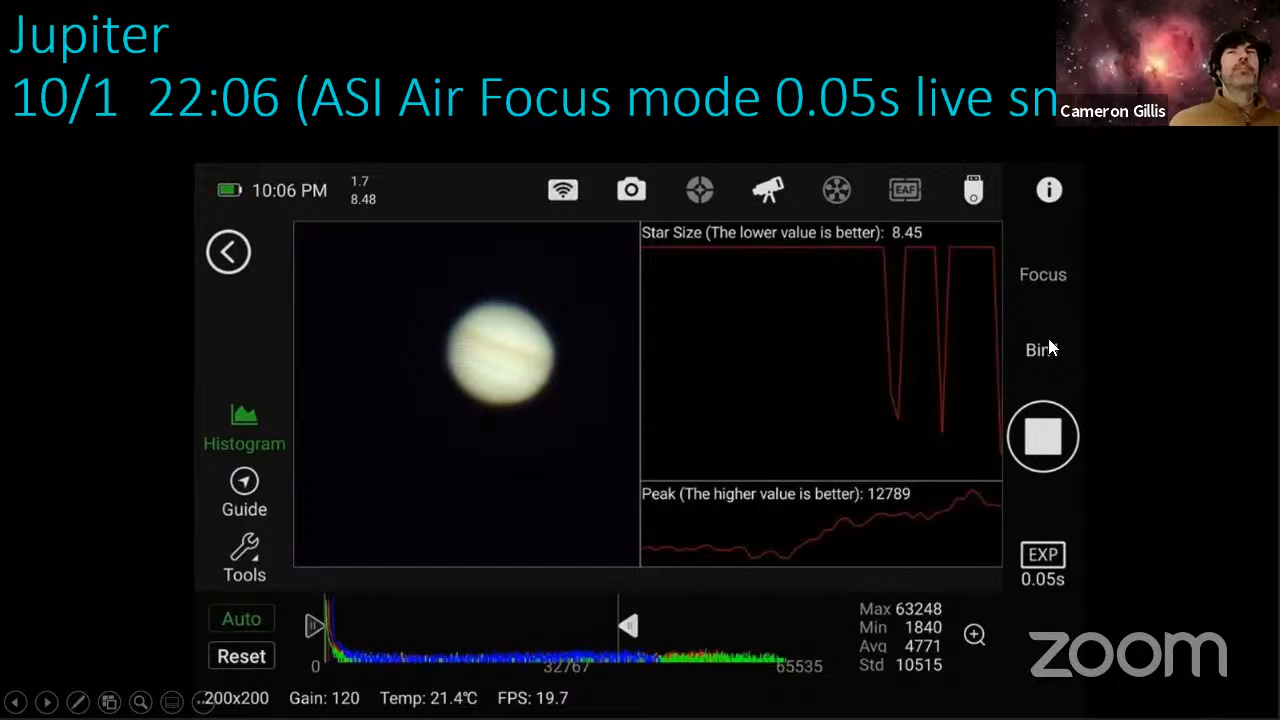 Jupiter
10/1 22:06 (ASI Air Focus mode 0.05s live sn
Cameron Gillis
10:06 PM
1.7
8.48
EAF
Star Size (The lower value is better): 8.45
Focus
Bin
Histogram
Guide
Tools
Peak (The higher value is better): 12789
EXP
0.05s
Auto
Reset
0
32767
65535
Max 63248
Min 1840
Avg 4771
Std 10515
zoom
200x200 Gain: 120 Temp: 21.4℃ FPS: 19.7